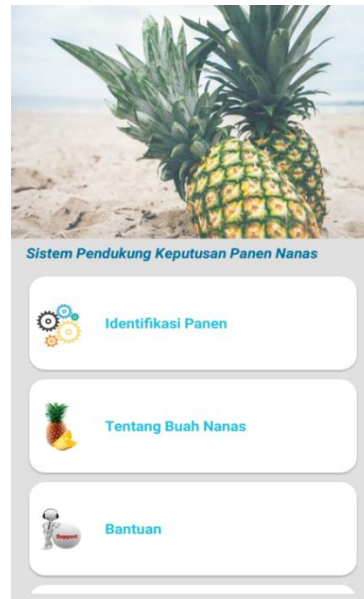 Sistem Pendukung Keputusan Panen Nanas
Identifikasi Panen
Tentang Buah Nanas
Support
Bantuan